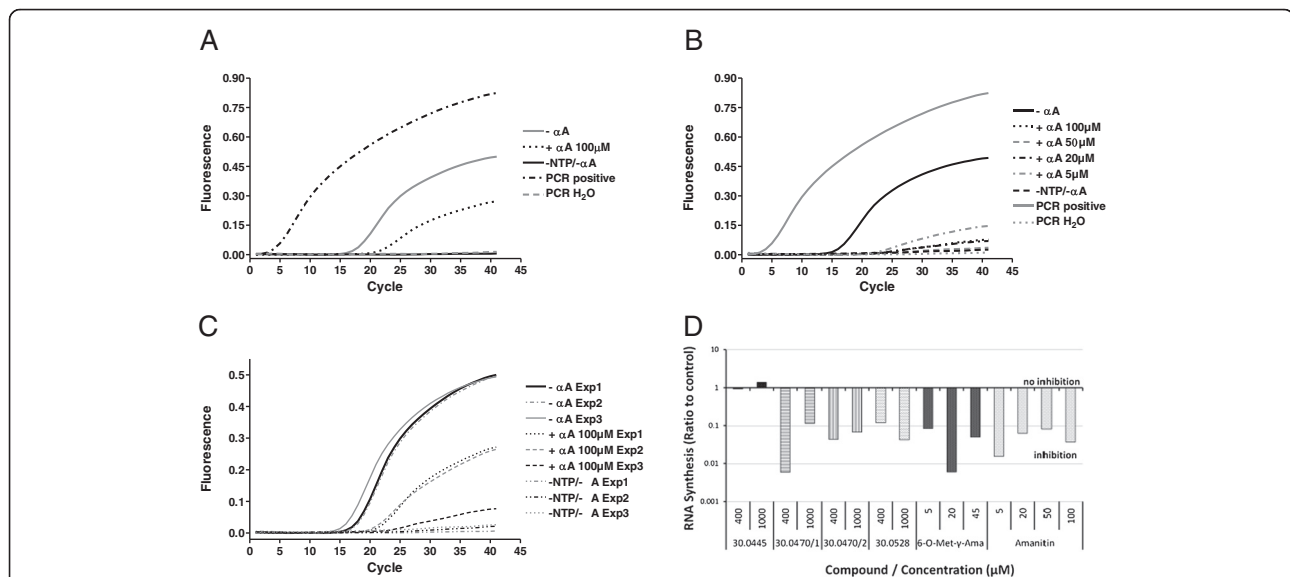 A
Fluorescence
0.90
0.75
0.60
0.45
0.30
0.15
0.00
0 5 10 15 20 25 30 35 40 45
Cycle
- αA
+ αA 100µM
-NTP/-αA
PCR positive
PCR H₂O
B
Fluorescence
0.90
0.75
0.60
0.45
0.30
0.15
0.00
0 5 10 15 20 25 30 35 40 45
Cycle
- αA
+ αA 100µM
+ αA 50µM
+ αA 20µM
+ αA 5µM
-NTP/-αA
PCR positive
PCR H₂O
C
Fluorescence
0.5
0.4
0.3
0.2
0.1
0.0
0 5 10 15 20 25 30 35 40 45
Cycle
- αA Exp1
- αA Exp2
- αA Exp3
+ αA 100µM Exp1
+ αA 100µM Exp2
+ αA 100µM Exp3
-NTP/- A Exp1
-NTP/- A Exp2
-NTP/- A Exp3
D
RNA Synthesis (Ratio to control)
10
1
0.1
0.01
0.001
no inhibition
inhibition
400 1000 400 1000 400 1000 400 1000 5 20 45 5 20 50 100
30.0445 30.0470/1 30.0470/2 30.0528 6-O-Met-γ-Ama Amanitin
Compound / Concentration (µM)